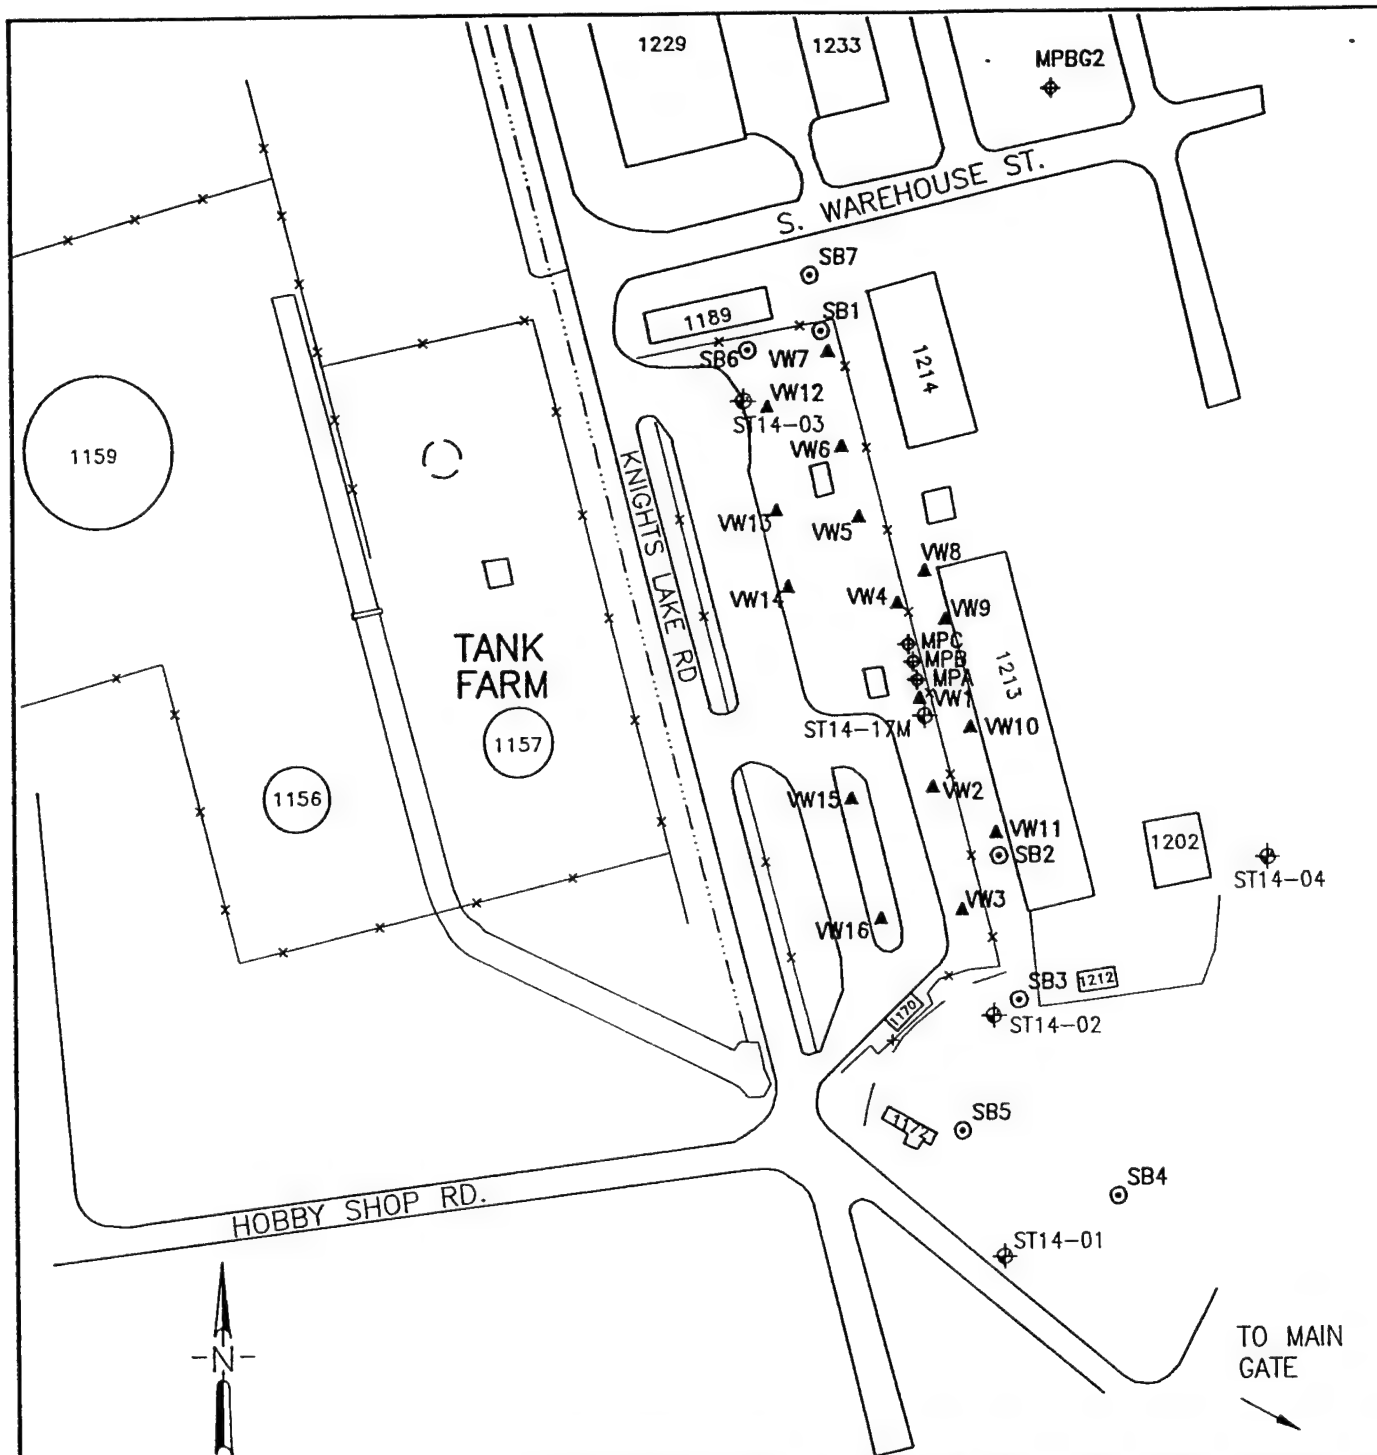 1229
1233
MPBG2
S. WAREHOUSE ST.
SB7
1189
SB1
SB6
VW7
1214
VW12
ST14-03
VW6
1159
KNIGHTS LAKE RD
VW13
VW5
VW8
VW14
VW4
VW9
MPC
MPB
MPA
1213
TANK
FARM
VW1
ST14-17M
VW10
1157
1156
VW15
VW2
VW11
SB2
1202
ST14-04
VW3
VW16
SB3
1212
1170
ST14-02
1172
SB5
SB4
HOBBY SHOP RD.
ST14-01
N
TO MAIN
GATE